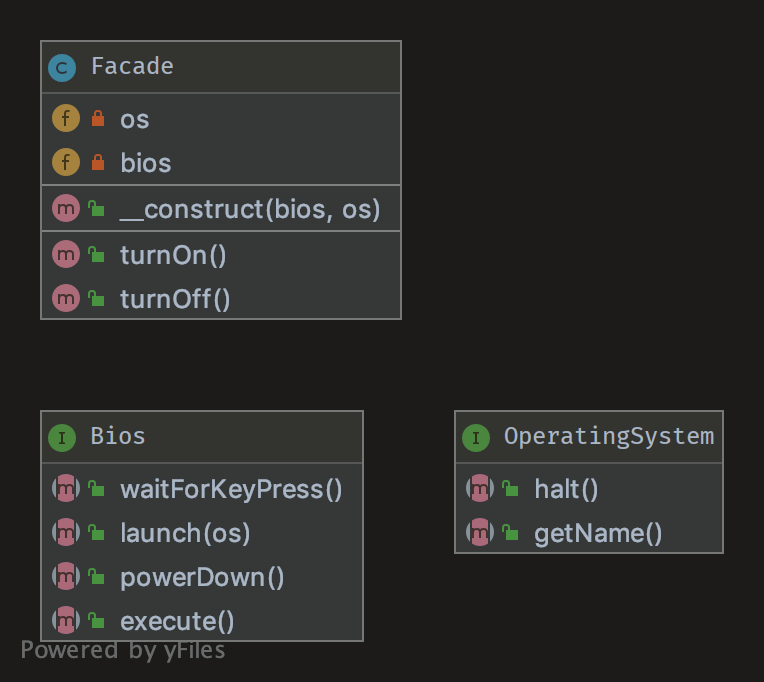 Facade
os
bios
__construct(bios, os)
turnOn()
turnOff()
Bios
waitForKeyPress()
launch(os)
powerDown()
execute()
OperatingSystem
halt()
getName()
Powered by yFiles